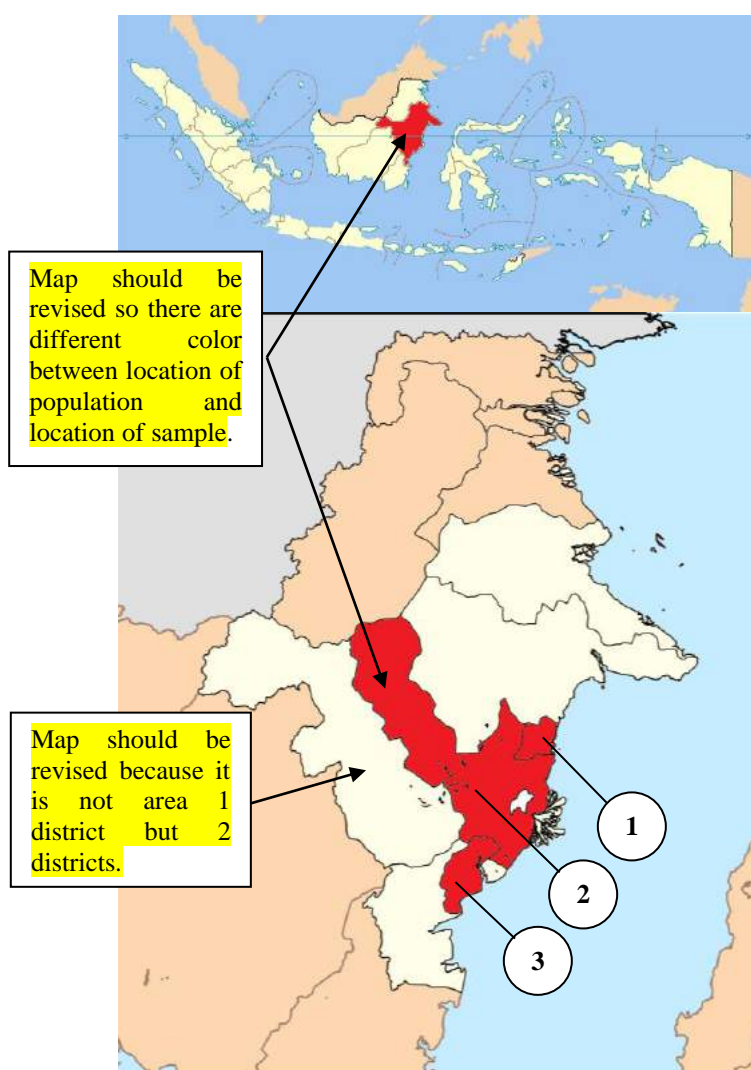 Map should be
revised so there are
different color
between location of
population and
location of sample.
Map should be
revised because it
is not area 1
district but 2
districts.
1
2
3